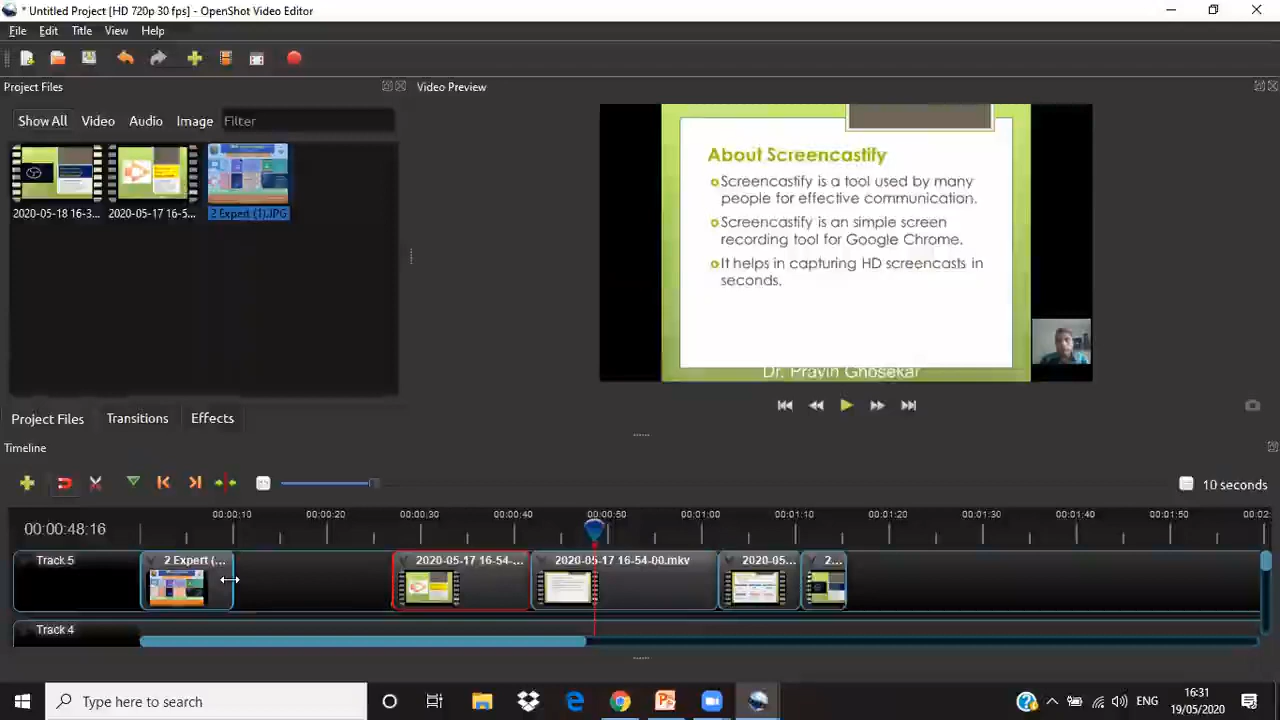 * Untitled Project [HD 720p 30 fps] - OpenShot Video Editor
File Edit Title View Help
Project Files
Video Preview
Show All Video Audio Image Filter
2020-05-18 16-3... 2020-05-17 16-5... 2 Expert (1).JPG
About Screencastify
Screencastify is a tool used by many
people for effective communication.
Screencastify is an simple screen
recording tool for Google Chrome.
It helps in capturing HD screencasts in
seconds.
Dr. Pravin Ghosekar
Project Files Transitions Effects
Timeline
10 seconds
00:00:48:16
00:00:10 00:00:20 00:00:30 00:00:40 00:00:50 00:01:00 00:01:10 00:01:20 00:01:30 00:01:40 00:01:50 00:02:
Track 5
2 Expert (... 2020-05-17 16-54-... 2020-05-17 16-54-00.mkv 2020-05... 2...
Track 4
Type here to search
ENG
16:31
19/05/2020